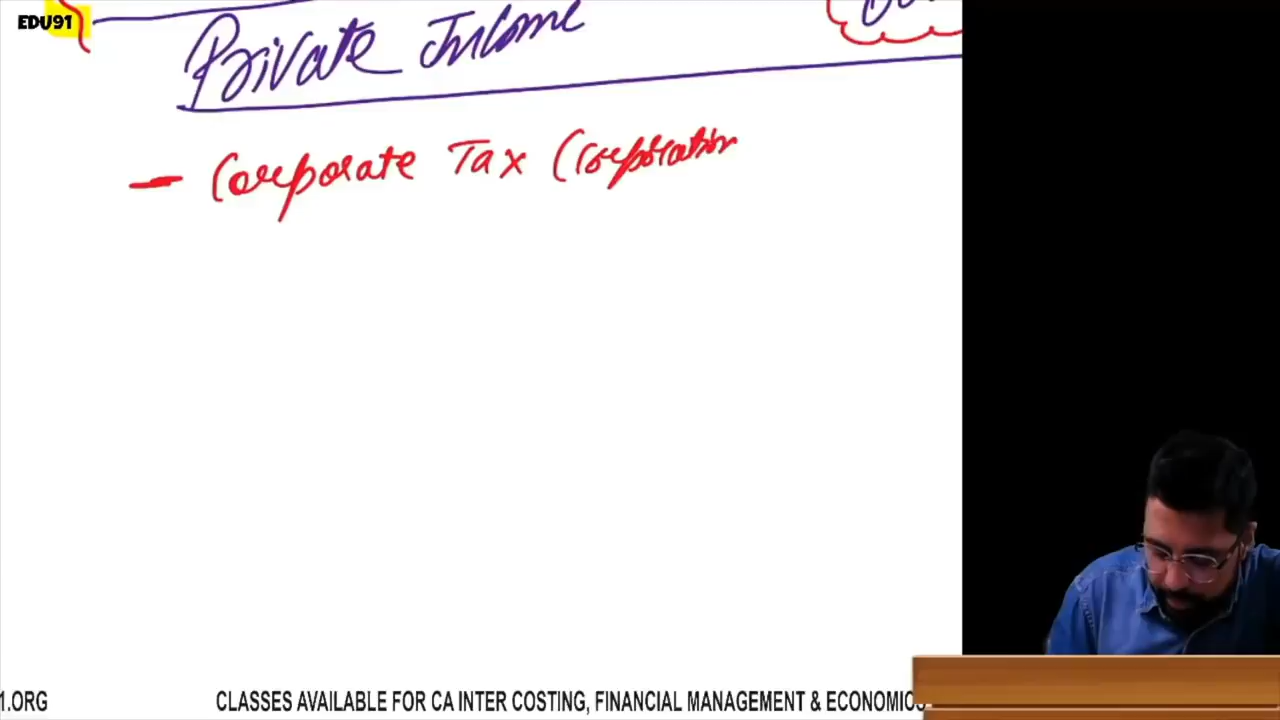 EDU91
Private Income
- Corporate Tax (Corporation
1.ORG CLASSES AVAILABLE FOR CA INTER COSTING, FINANCIAL MANAGEMENT & ECONOMICS